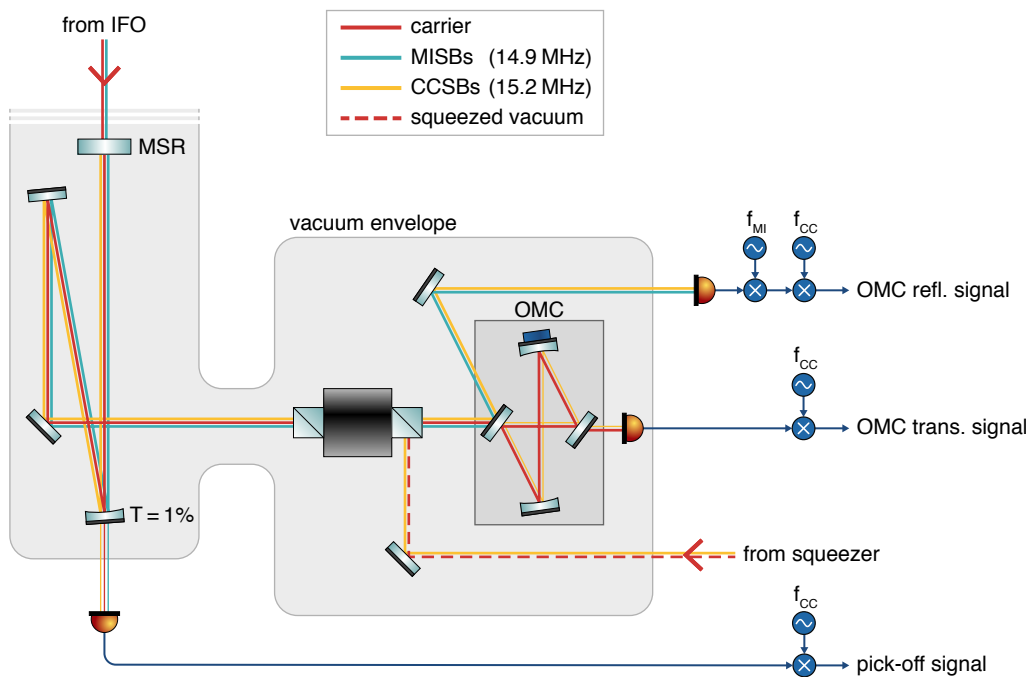 from IFO
carrier
MISBs (14.9 MHz)
CCSBs (15.2 MHz)
squeezed vacuum
MSR
vacuum envelope
f_MI
f_CC
OMC refl. signal
OMC
f_CC
OMC trans. signal
T = 1%
from squeezer
f_CC
pick-off signal